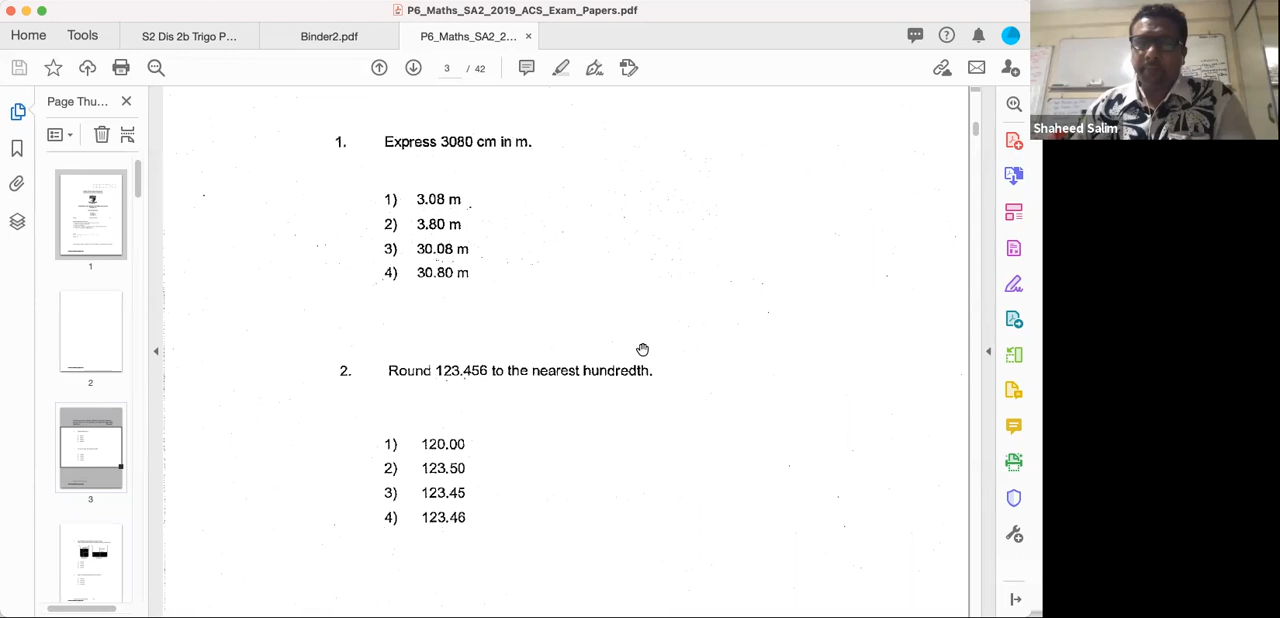 P6_Maths_SA2_2019_ACS_Exam_Papers.pdf
Home Tools S2 Dis 2b Trigo P... Binder2.pdf P6_Maths_SA2_2... ×
3 / 42
Page Thu... ×
1
2
3
1. Express 3080 cm in m.
1) 3.08 m
2) 3.80 m
3) 30.08 m
4) 30.80 m
2. Round 123.456 to the nearest hundredth.
1) 120.00
2) 123.50
3) 123.45
4) 123.46
Shaheed Salim